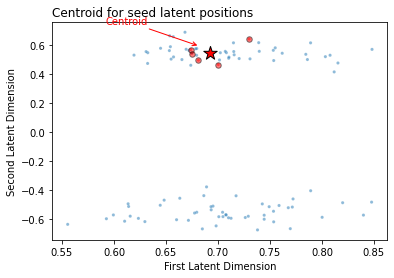 Centroid for seed latent positions
Centroid
0.6
0.4
0.2
0.0
−0.2
−0.4
−0.6
Second Latent Dimension
0.55 0.60 0.65 0.70 0.75 0.80 0.85
First Latent Dimension